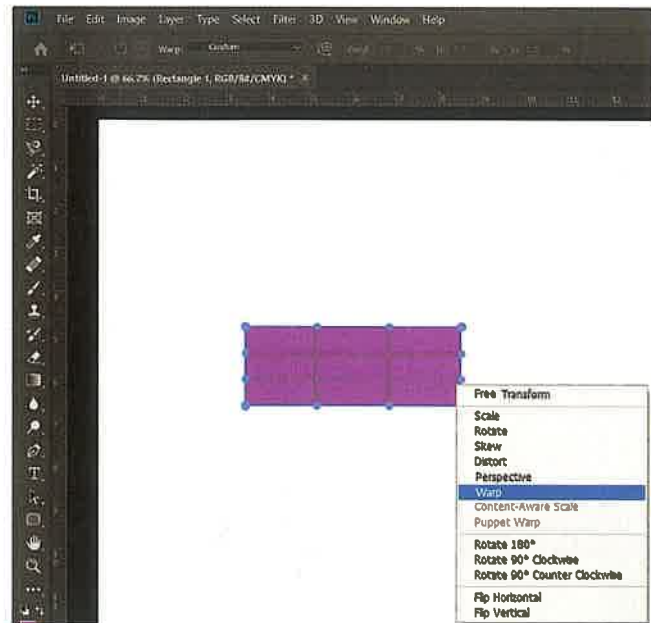 Ps File Edit Image Layer Type Select Filter 3D View Window Help
Warp: Custom
Untitled-1 @ 66.7% (Rectangle 1, RGB/8#/CMYK) * ×
Free Transform
Scale
Rotate
Skew
Distort
Perspective
Warp
Content-Aware Scale
Puppet Warp
Rotate 180°
Rotate 90° Clockwise
Rotate 90° Counter Clockwise
Flip Horizontal
Flip Vertical